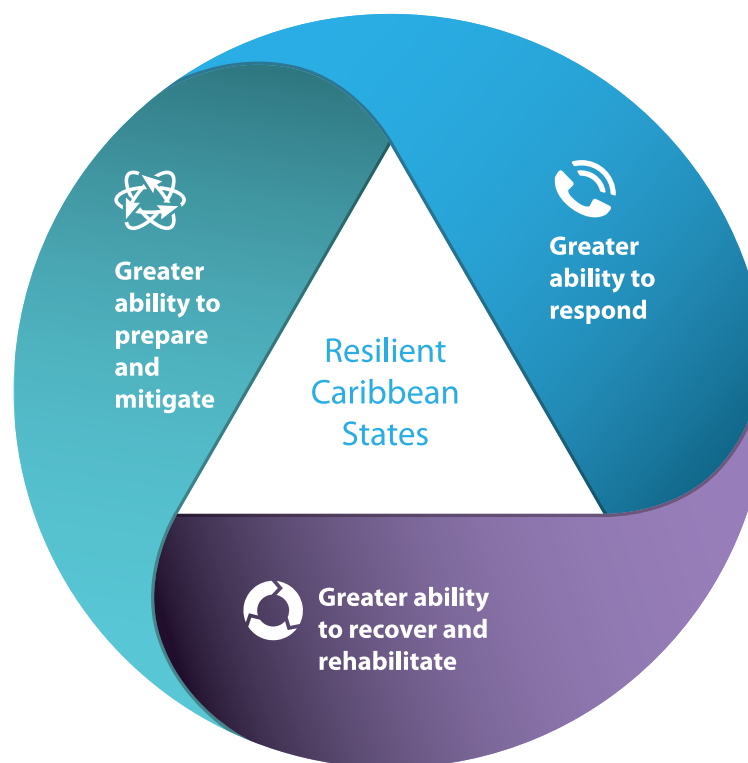 Greater
ability to
prepare
and
mitigate
Greater
ability to
respond
Resilient
Caribbean
States
Greater ability
to recover and
rehabilitate